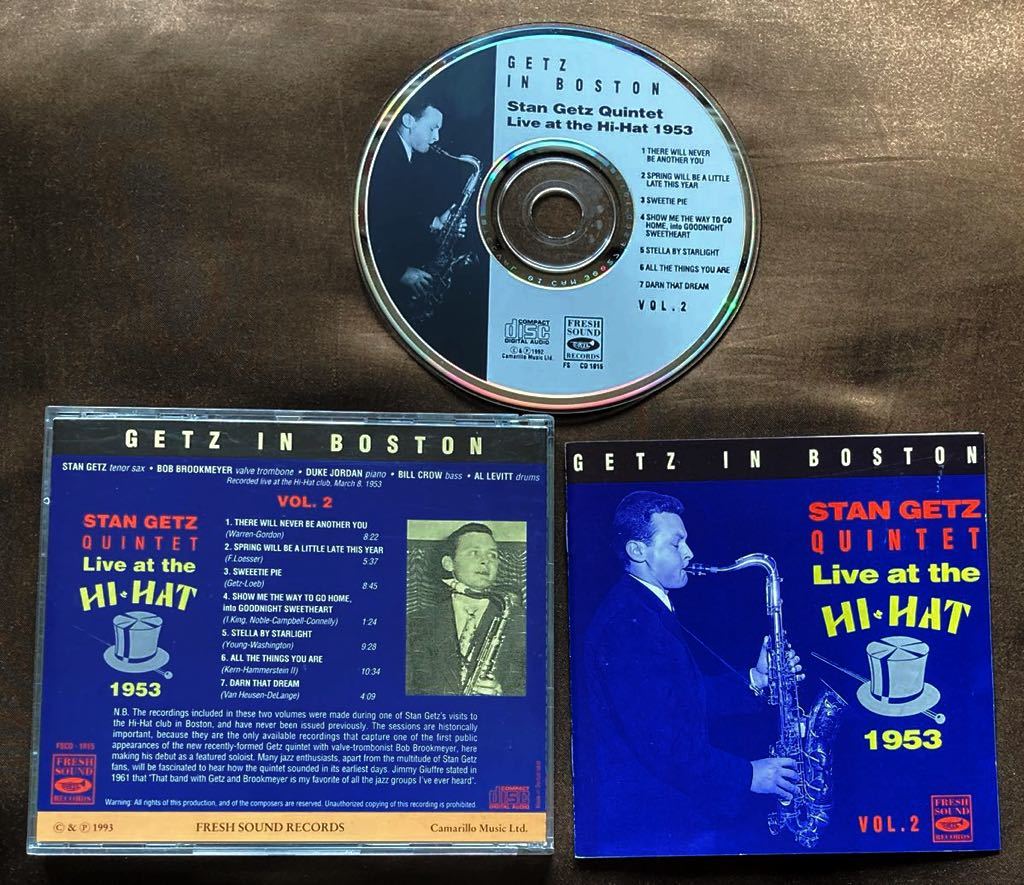 GETZ
IN BOSTON
Stan Getz Quintet
Live at the Hi-Hat 1953
1 THERE WILL NEVER
BE ANOTHER YOU
2 SPRING WILL BE A LITTLE
LATE THIS YEAR
3 SWEETIE PIE
4 SHOW ME THE WAY TO GO
HOME, into GOODNIGHT
SWEETHEART
5 STELLA BY STARLIGHT
6 ALL THE THINGS YOU ARE
7 DARN THAT DREAM
VOL. 2
COMPACT
disc
DIGITAL AUDIO
© & ℗ 1992
Camarillo Music Ltd.
FRESH
SOUND
RECORDS
FS CD 1015
GETZ IN BOSTON
STAN GETZ tenor sax • BOB BROOKMEYER valve trombone • DUKE JORDAN piano • BILL CROW bass • AL LEVITT drums
Recorded live at the Hi-Hat club, March 8, 1953
VOL. 2
STAN GETZ
QUINTET
Live at the
HI-HAT
1953
1. THERE WILL NEVER BE ANOTHER YOU
(Warren-Gordon) 8:22
2. SPRING WILL BE A LITTLE LATE THIS YEAR
(F.Loesser) 5:37
3. SWEEETIE PIE
(Getz-Loeb) 8:45
4. SHOW ME THE WAY TO GO HOME,
into GOODNIGHT SWEETHEART
(I.King, Noble-Campbell-Connelly) 1:24
5. STELLA BY STARLIGHT
(Young-Washington) 9:28
6. ALL THE THINGS YOU ARE
(Kern-Hammerstein II) 10:34
7. DARN THAT DREAM
(Van Heusen-DeLange) 4:09
N.B. The recordings included in these two volumes were made during one of Stan Getz's visits to
the Hi-Hat club in Boston, and have never been issued previously. The sessions are historically
important, because they are the only available recordings that capture one of the first public
appearances of the new recently-formed Getz quintet with valve-trombonist Bob Brookmeyer, here
making his debut as a featured soloist. Many jazz enthusiasts, apart from the multitude of Stan Getz
fans, will be fascinated to hear how the quintet sounded in its earliest days. Jimmy Giuffre stated in
1961 that "That band with Getz and Brookmeyer is my favorite of all the jazz groups I've ever heard".
FSCD - 1015
FRESH
SOUND
RECORDS
Warning: All rights of this production, and of the composers are reserved. Unauthorized copying of this recording is prohibited
COMPACT
disc
DIGITAL AUDIO
© & ℗ 1993
FRESH SOUND RECORDS
Camarillo Music Ltd.
GETZ IN BOSTON
STAN GETZ
QUINTET
Live at the
HI-HAT
1953
VOL. 2
FRESH
SOUND
RECORDS